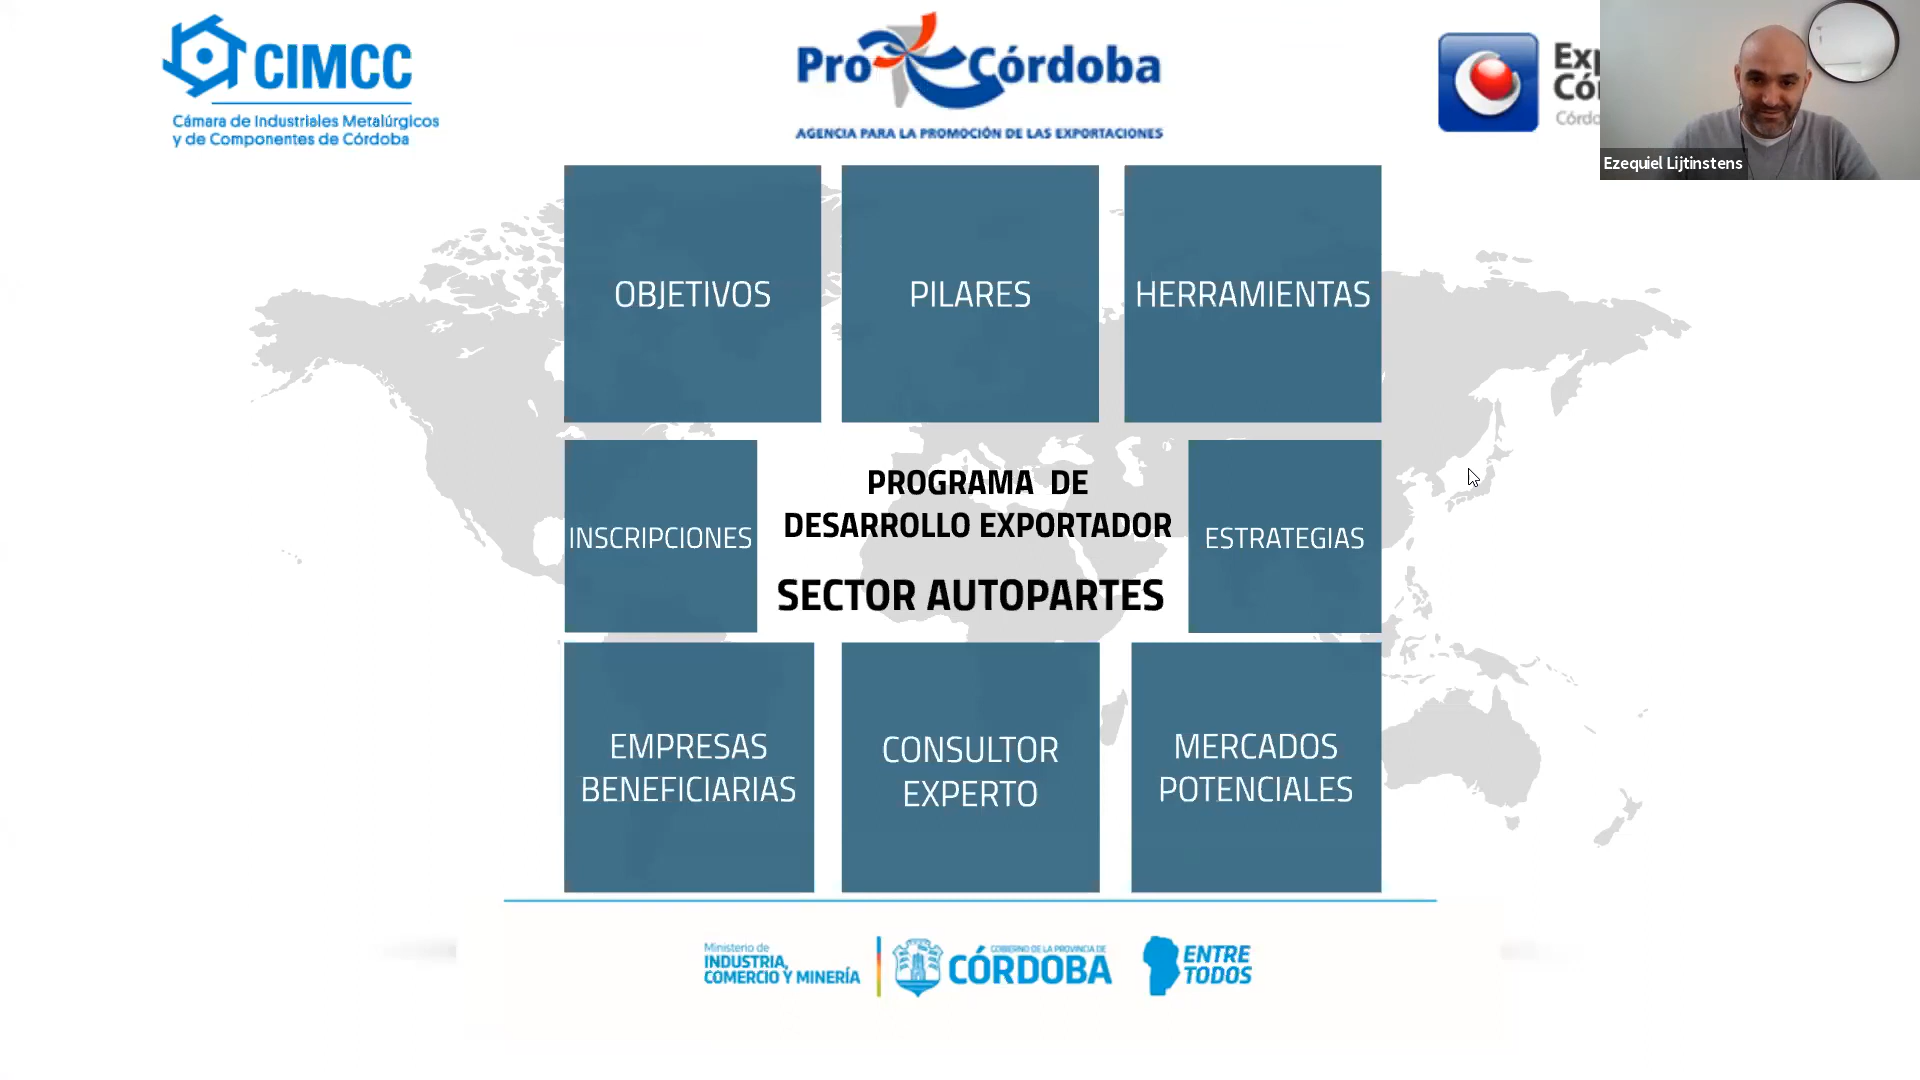 CIMCC
Cámara de Industriales Metalúrgicos
y de Componentes de Córdoba
Pro Córdoba
AGENCIA PARA LA PROMOCIÓN DE LAS EXPORTACIONES
Ezequiel Lijtinstens
OBJETIVOS
PILARES
HERRAMIENTAS
INSCRIPCIONES
PROGRAMA DE
DESARROLLO EXPORTADOR
SECTOR AUTOPARTES
ESTRATEGIAS
EMPRESAS
BENEFICIARIAS
CONSULTOR
EXPERTO
MERCADOS
POTENCIALES
Ministerio de
INDUSTRIA,
COMERCIO Y MINERÍA
GOBIERNO DE LA PROVINCIA DE
CÓRDOBA
ENTRE
TODOS